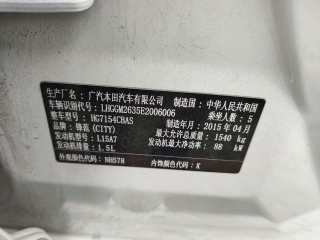 生产厂名: 广汽本田汽车有限公司 制造国: 中华人民共和国
车辆识别代号: LHGGM2635E2006006 乘坐人数: 5
整车型号: HG7154CBAS 制造年月: 2015年04月
品牌: 锋范(CITY) 最大允许总质量: 1540 kg
发动机型号: L15A7 发动机最大净功率: 88 kW
发动机排量: 1.5L
外观颜色代码: NH578 内饰颜色代码: K